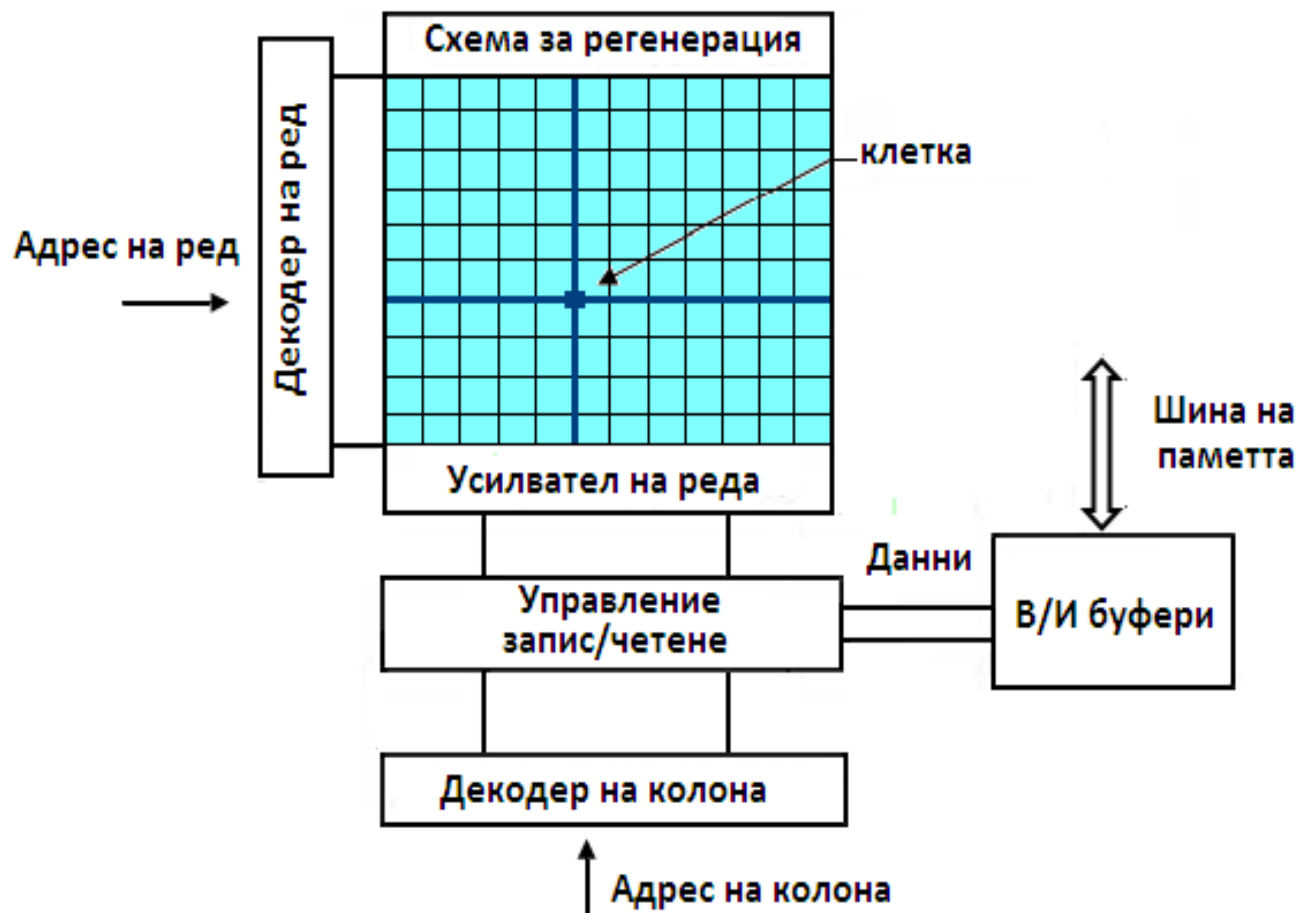 Схема за регенерация
Декодер на ред
клетка
Адрес на ред
Шина на
паметта
Усилвател на реда
Данни
Управление
запис/четене
В/И буфери
Декодер на колона
Адрес на колона